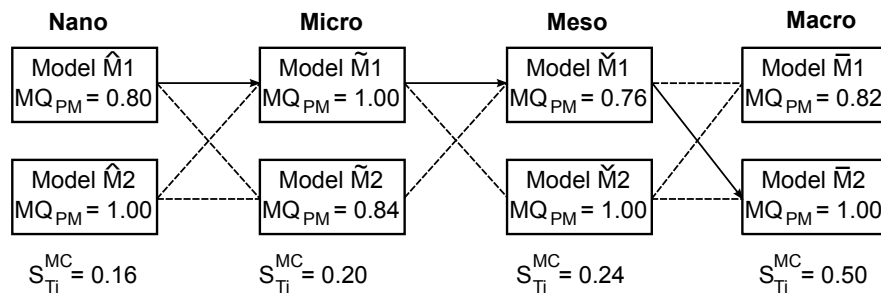 Nano Micro Meso Macro
Model M̂1 Model M̃1 Model M̌1 Model M̄1
MQ_PM = 0.80 MQ_PM = 1.00 MQ_PM = 0.76 MQ_PM = 0.82
Model M̂2 Model M̃2 Model M̌2 Model M̄2
MQ_PM = 1.00 MQ_PM = 0.84 MQ_PM = 1.00 MQ_PM = 1.00
S_Ti^MC = 0.16 S_Ti^MC = 0.20 S_Ti^MC = 0.24 S_Ti^MC = 0.50